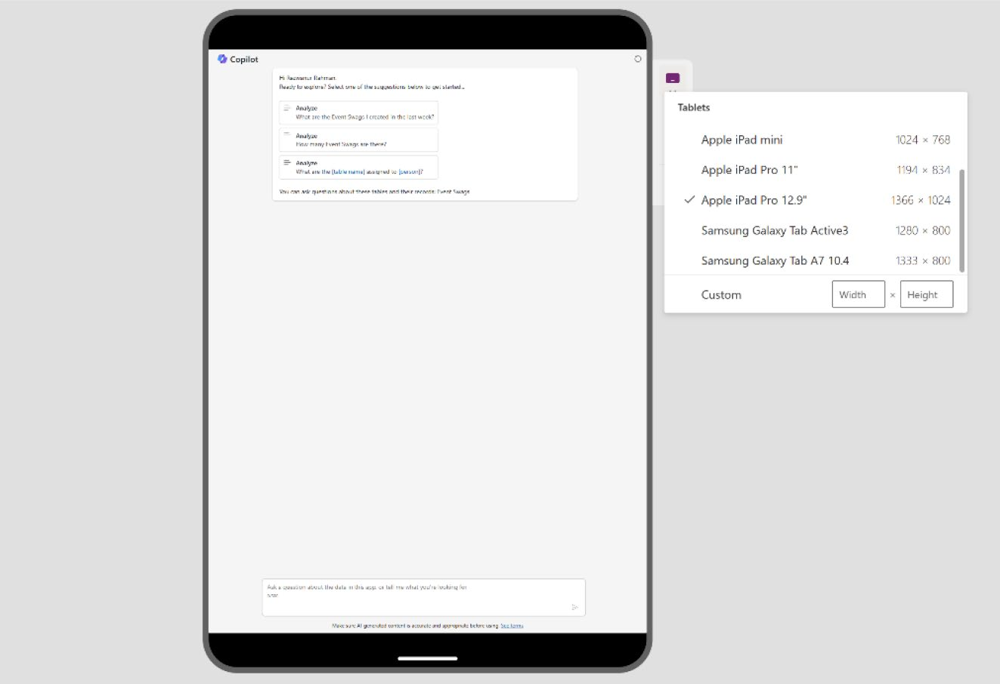 Copilot
Hi Rezwanur Rahman,
Ready to explore? Select one of the suggestions below to get started...
Analyze
What are the Event Swags I created in the last week?
Analyze
How many Event Swags are there?
Analyze
What are the [table name] assigned to [person]?
You can ask questions about these tables and their records: Event Swags
Ask a question about the data in this app, or tell me what you're looking for
Make sure AI-generated content is accurate and appropriate before using. See terms
Tablets
Apple iPad mini 1024 × 768
Apple iPad Pro 11" 1194 × 834
Apple iPad Pro 12.9" 1366 × 1024
Samsung Galaxy Tab Active3 1280 × 800
Samsung Galaxy Tab A7 10.4 1333 × 800
Custom Width × Height